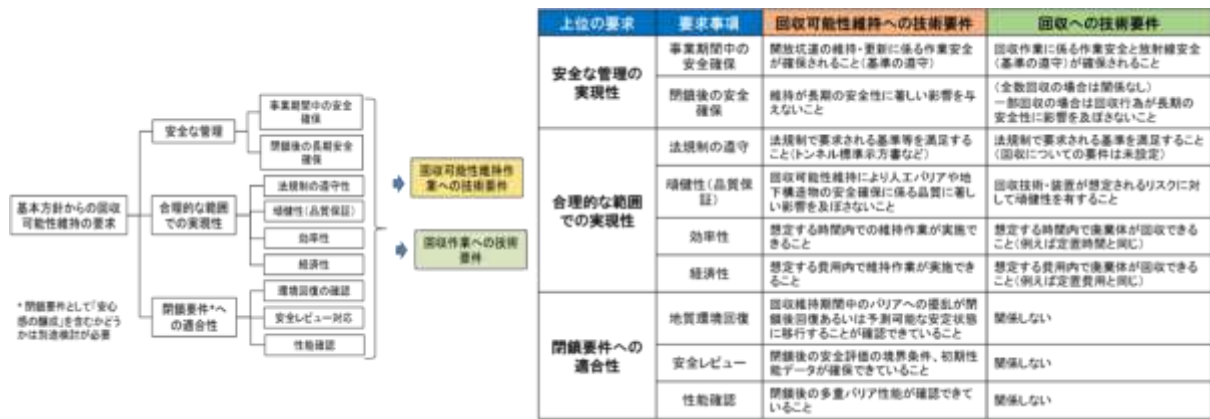 基本方針からの回収
可能性維持の要求
安全な管理
合理的な範囲
での実現性
閉鎖要件*へ
の適合性
事業期間中の安全
確保
閉鎖後の長期安全
確保
法規制の遵守性
頑健性(品質保証)
効率性
経済性
環境回復の確認
安全レビュー対応
性能確認
回収可能性維持作
業への技術要件
回収作業への技術
要件
* 閉鎖要件として「安心
感の醸成」を含むかどう
かは別途検討が必要
上位の要求
要求事項
回収可能性維持への技術要件
回収への技術要件
安全な管理の
実現性
事業期間中の
安全確保
開放坑道の維持・更新に係る作業安全
が確保されること(基準の遵守)
回収作業に係る作業安全と放射線安全
(基準の遵守)が確保されること
閉鎖後の安全
確保
維持が長期の安全性に著しい影響を与
えないこと
(全数回収の場合は関係なし)
一部回収の場合は回収行為が長期の
安全性に影響を及ぼさないこと
合理的な範囲
での実現性
法規制の遵守
法規制で要求される基準等を満足する
こと(トンネル標準示方書など)
法規制で要求される基準を満足すること
(回収についての要件は未設定)
頑健性(品質保
証)
回収可能性維持により人工バリアや地
下構造物の安全確保に係る品質に著し
い影響を及ぼさないこと
回収技術・装置が想定されるリスクに対
して頑健性を有すること
効率性
想定する時間内での維持作業が実施で
きること
想定する時間内で廃棄体が回収できる
こと(例えば定置時間と同じ)
経済性
想定する費用内で維持作業が実施でき
ること
想定する費用内で廃棄体が回収できる
こと(例えば定置費用と同じ)
閉鎖要件への
適合性
地質環境回復
回収維持期間中のバリアへの擾乱が閉
鎖後回復あるいは予測可能な安定状態
に移行することが確認できていること
関係しない
安全レビュー
閉鎖後の安全評価の境界条件、初期性
能データが確保できていること
関係しない
性能確認
閉鎖後の多重バリア性能が確認できて
いること
関係しない